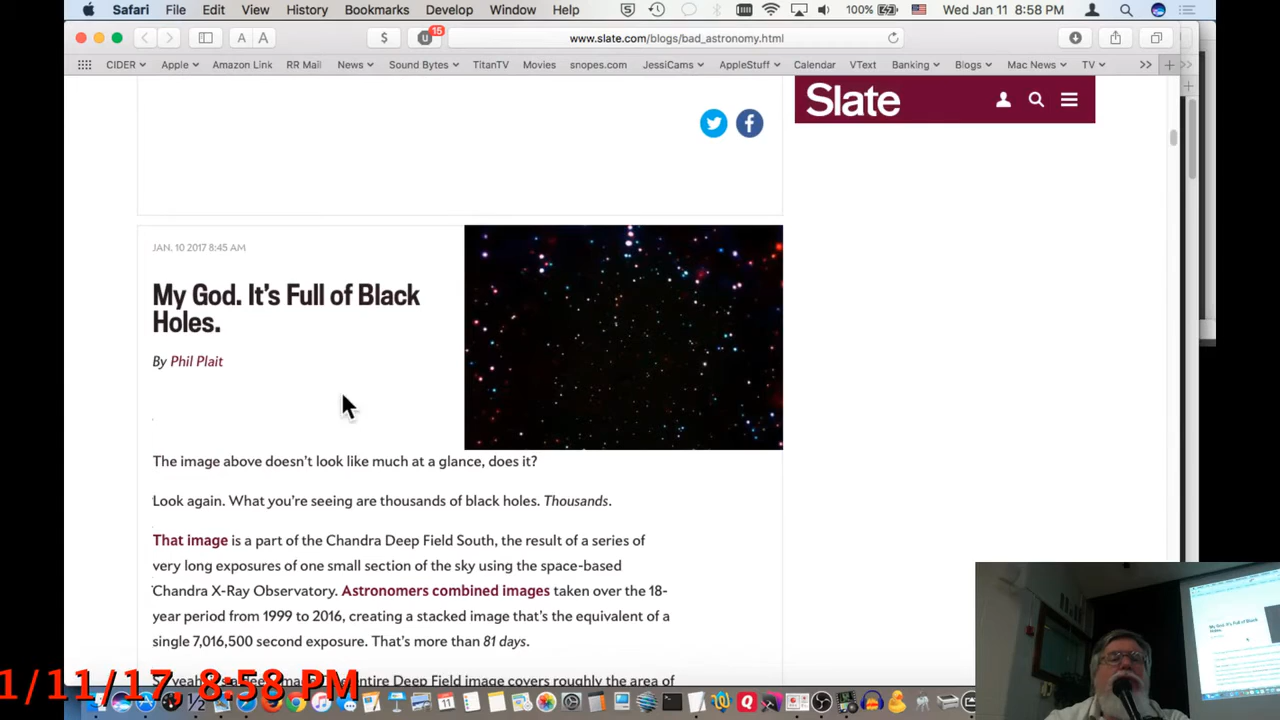 Safari File Edit View History Bookmarks Develop Window Help 100% Wed Jan 11 8:58 PM
A A $ 15 www.slate.com/blogs/bad_astronomy.html
CIDER Apple Amazon Link RR Mail News Sound Bytes TitanTV Movies snopes.com JessiCams AppleStuff Calendar VText Banking Blogs Mac News TV
Slate
JAN. 10 2017 8:45 AM
My God. It's Full of Black
Holes.
By Phil Plait
The image above doesn't look like much at a glance, does it?
Look again. What you're seeing are thousands of black holes. Thousands.
That image is a part of the Chandra Deep Field South, the result of a series of
very long exposures of one small section of the sky using the space-based
Chandra X-Ray Observatory. Astronomers combined images taken over the 18-
year period from 1999 to 2016, creating a stacked image that's the equivalent of a
single 7,016,500 second exposure. That's more than 81 days.
1/11/17 8:58 PM
My God. It's Full of Black
Holes.